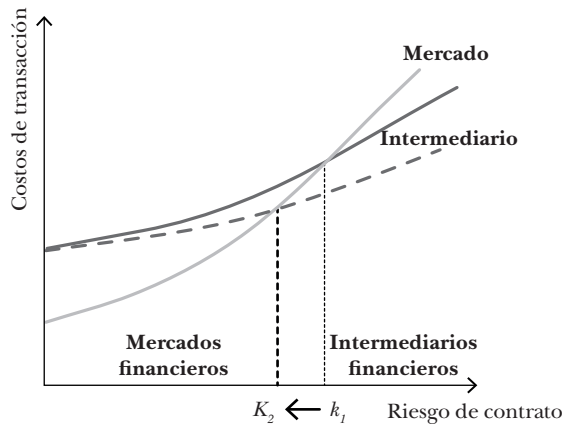 Costos de transacción
Mercado
Intermediario
Mercados
financieros
Intermediarios
financieros
K2
k1
Riesgo de contrato